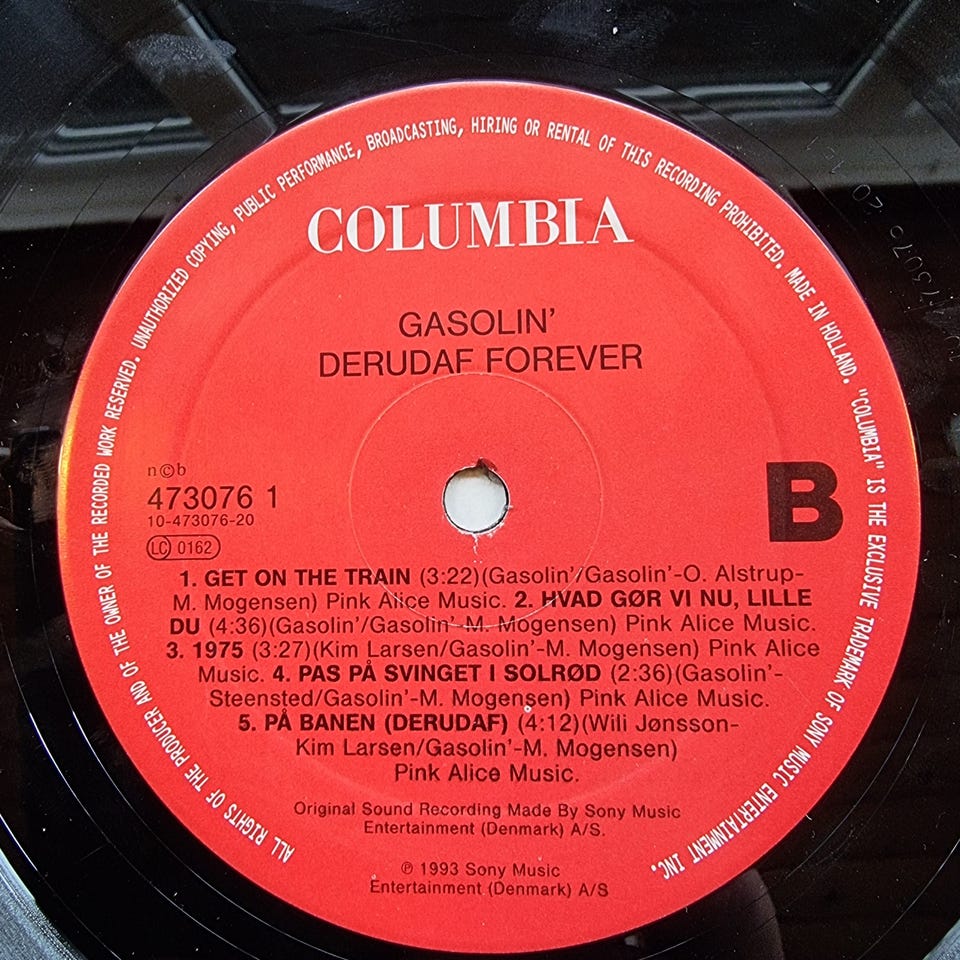 ALL RIGHTS OF THE PRODUCER AND OF THE OWNER OF THE RECORDED WORK RESERVED. UNAUTHORIZED COPYING, PUBLIC PERFORMANCE, BROADCASTING, HIRING OR RENTAL OF THIS RECORDING PROHIBITED. MADE IN HOLLAND. "COLUMBIA" IS THE EXCLUSIVE TRADEMARK OF SONY MUSIC ENTERTAINMENT INC.
COLUMBIA
GASOLIN'
DERUDAF FOREVER
n©b
473076 1
10-473076-20
LC 0162
B
1. GET ON THE TRAIN (3:22)(Gasolin'/Gasolin'-O. Alstrup-
M. Mogensen) Pink Alice Music. 2. HVAD GØR VI NU, LILLE
DU (4:36)(Gasolin'/Gasolin'-M. Mogensen) Pink Alice Music.
3. 1975 (3:27)(Kim Larsen/Gasolin'-M. Mogensen) Pink Alice
Music. 4. PAS PÅ SVINGET I SOLRØD (2:36)(Gasolin'-
Steensted/Gasolin'-M. Mogensen) Pink Alice Music.
5. PÅ BANEN (DERUDAF) (4:12)(Wili Jønsson-
Kim Larsen/Gasolin'-M. Mogensen)
Pink Alice Music.
Original Sound Recording Made By Sony Music
Entertainment (Denmark) A/S.
℗ 1993 Sony Music
Entertainment (Denmark) A/S